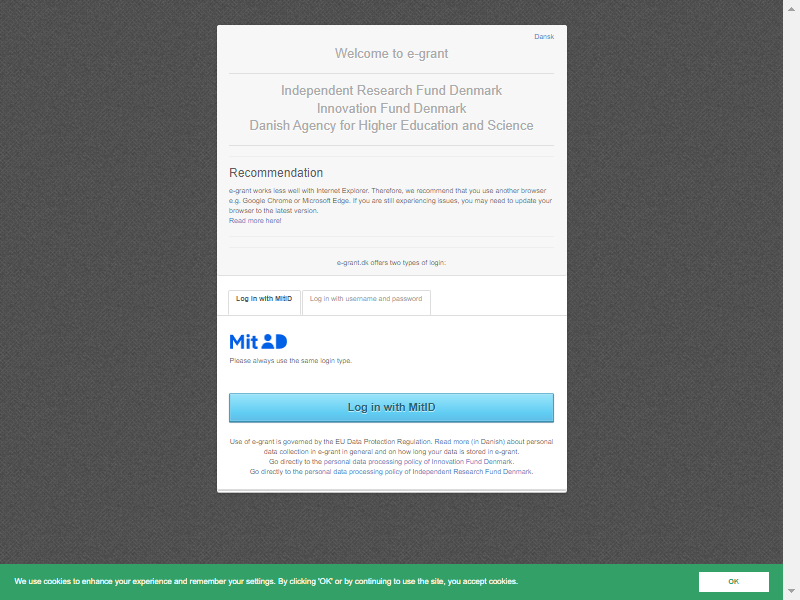 Dansk
Welcome to e-grant
Independent Research Fund Denmark
Innovation Fund Denmark
Danish Agency for Higher Education and Science
Recommendation
e-grant works less well with Internet Explorer. Therefore, we recommend that you use another browser
e.g. Google Chrome or Microsoft Edge. If you are still experiencing issues, you may need to update your
browser to the latest version.
Read more here!
e-grant.dk offers two types of login:
Log in with MitID
Log in with username and password
Mit ID
Please always use the same login type.
Log in with MitID
Use of e-grant is governed by the EU Data Protection Regulation. Read more (in Danish) about personal
data collection in e-grant in general and on how long your data is stored in e-grant.
Go directly to the personal data processing policy of Innovation Fund Denmark.
Go directly to the personal data processing policy of Independent Research Fund Denmark.
We use cookies to enhance your experience and remember your settings. By clicking 'OK' or by continuing to use the site, you accept cookies.
OK